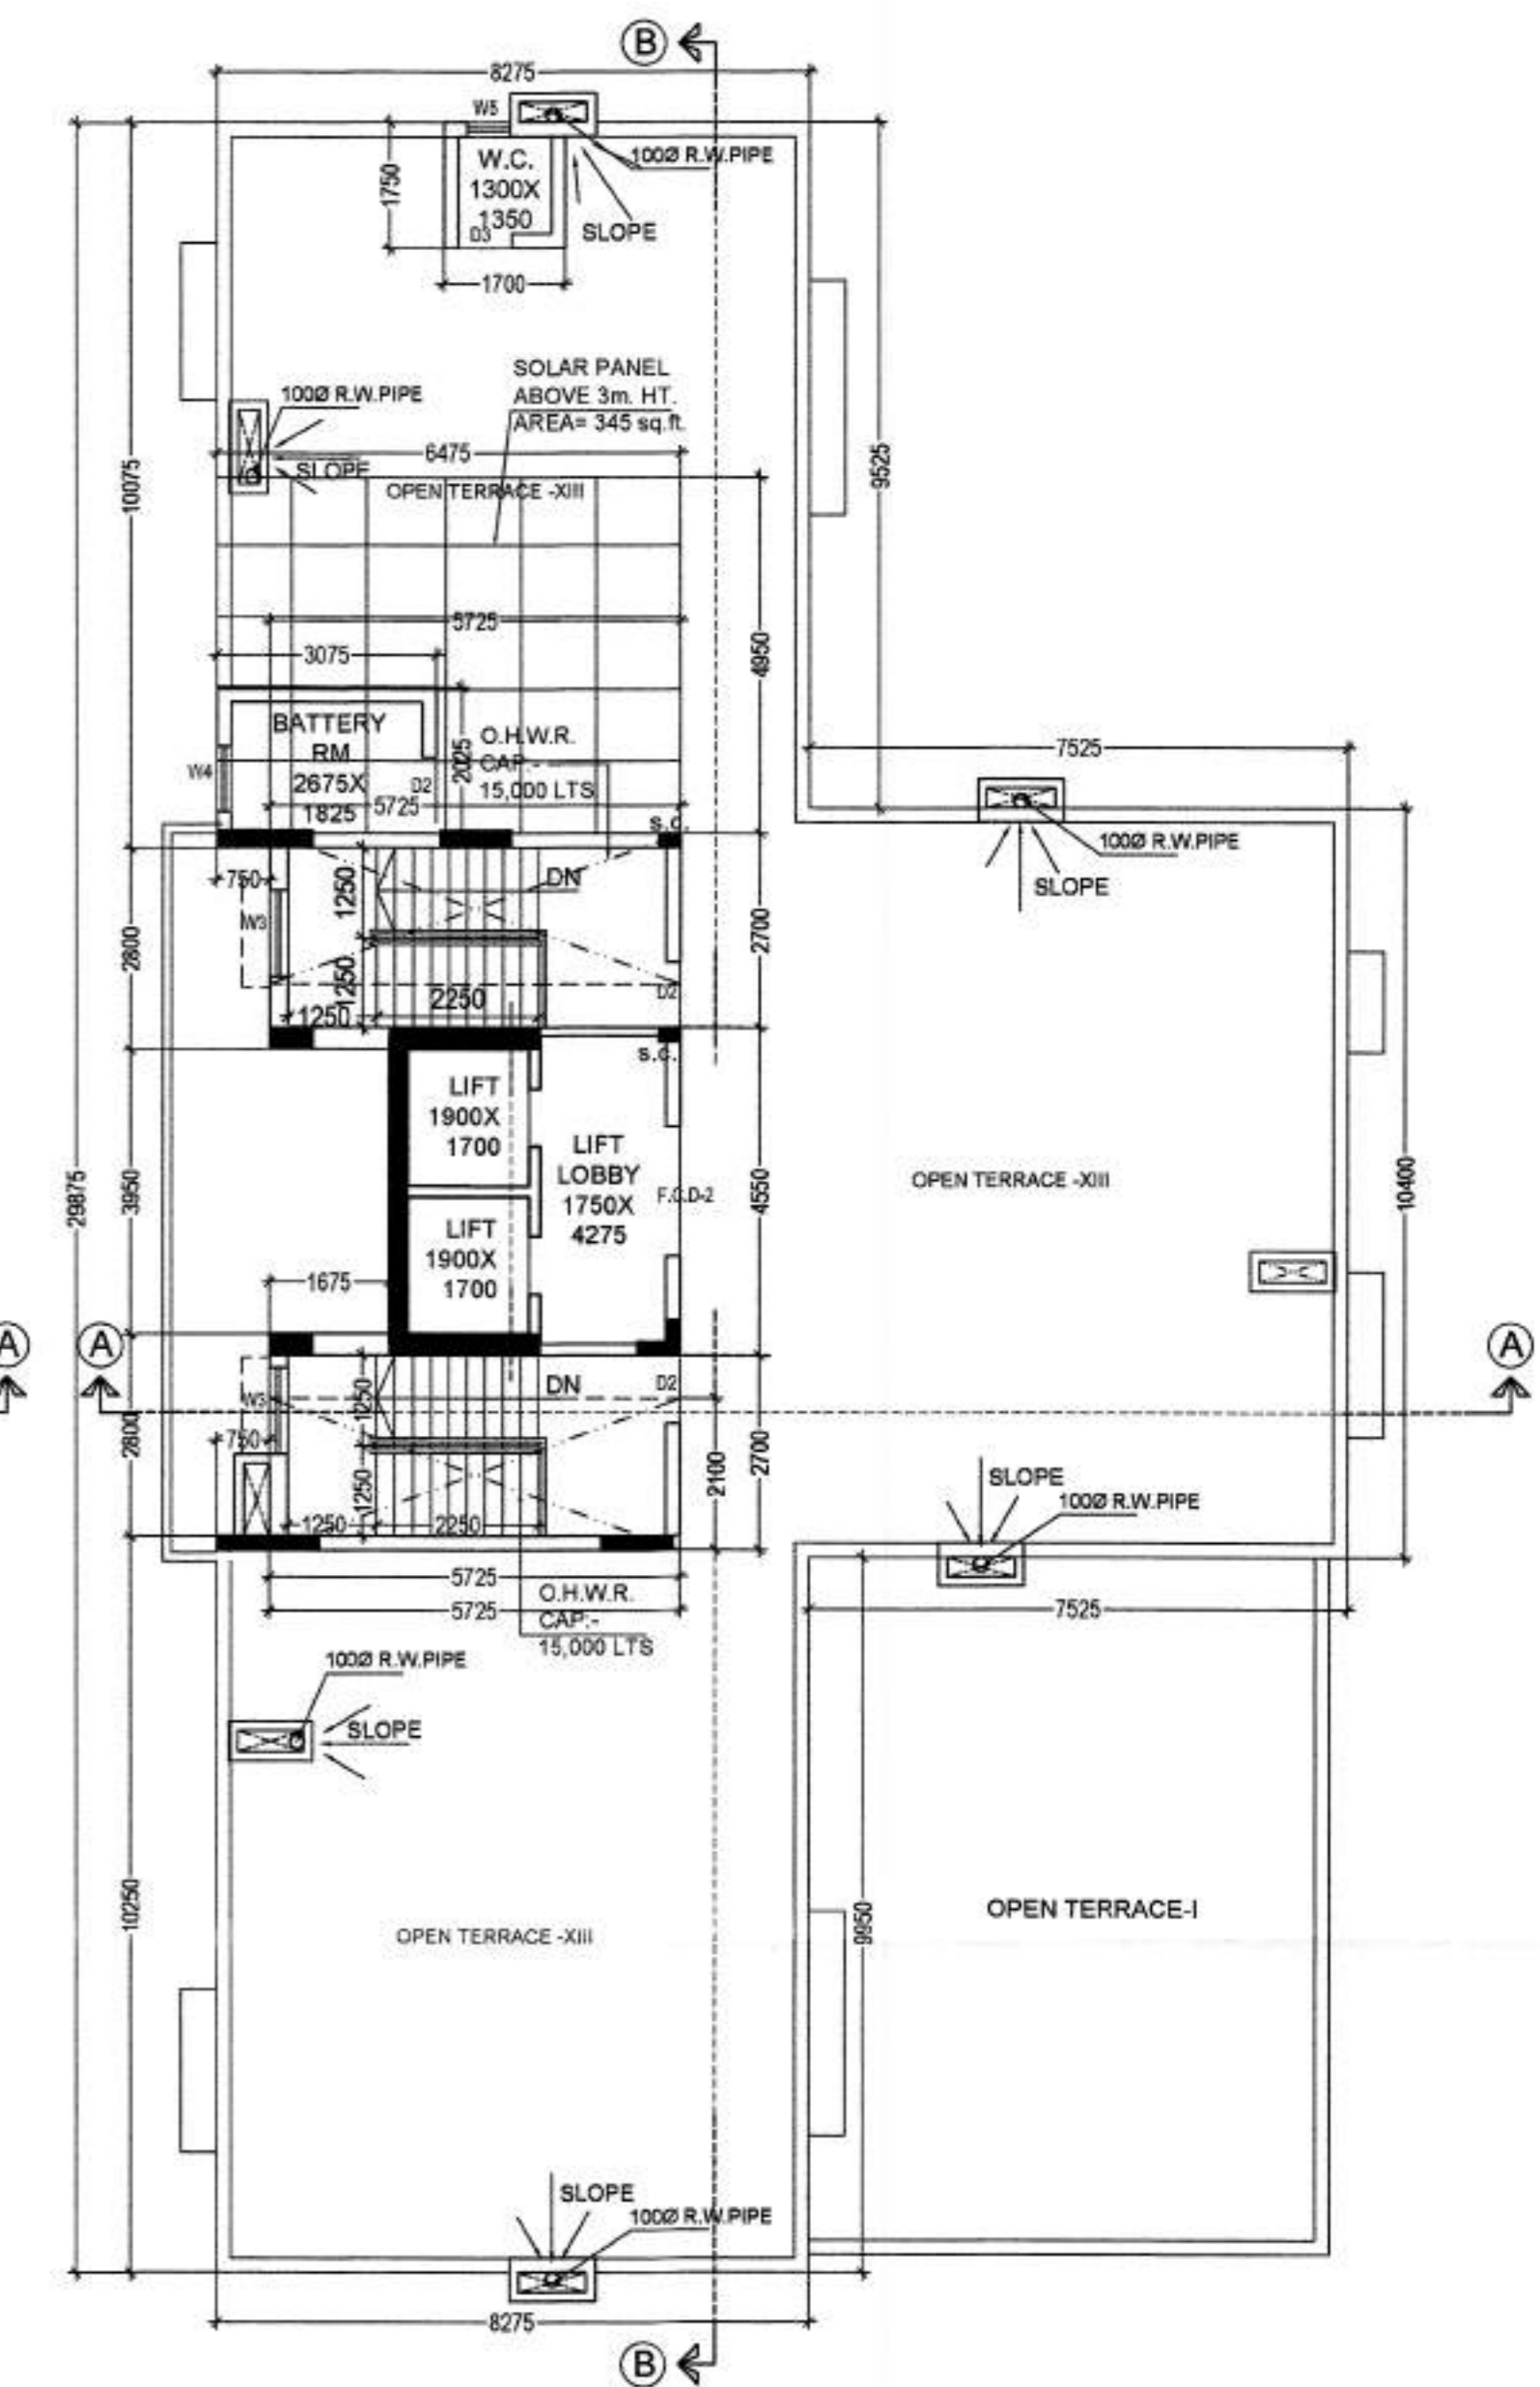 B
8275
W5
100Ø R.W.PIPE
W.C.
1300X
1350
D3
1750
SLOPE
1700
SOLAR PANEL
ABOVE 3m. HT.
AREA= 345 sq.ft.
100Ø R.W.PIPE
6475
SLOPE
OPEN TERRACE -XIII
10075
9525
5725
3075
4950
BATTERY
RM
2675X
1825
W4
D2
2025
O.H.W.R.
CAP:-
15,000 LTS
5725
7525
S.C.
100Ø R.W.PIPE
SLOPE
750
1250
DN
W3
2800
2700
1250
2250
D2
1250
S.C.
LIFT
1900X
1700
LIFT
LOBBY
1750X
4275
F.C.D-2
OPEN TERRACE -XIII
29875
3950
4550
10400
LIFT
1900X
1700
1675
A
A
A
W3
1250
DN
D2
2800
750
2100
2700
1250
1250
2250
SLOPE
100Ø R.W.PIPE
5725
5725
O.H.W.R.
CAP:-
15,000 LTS
7525
100Ø R.W.PIPE
SLOPE
10250
9950
OPEN TERRACE-I
OPEN TERRACE -XIII
SLOPE
100Ø R.W.PIPE
8275
B